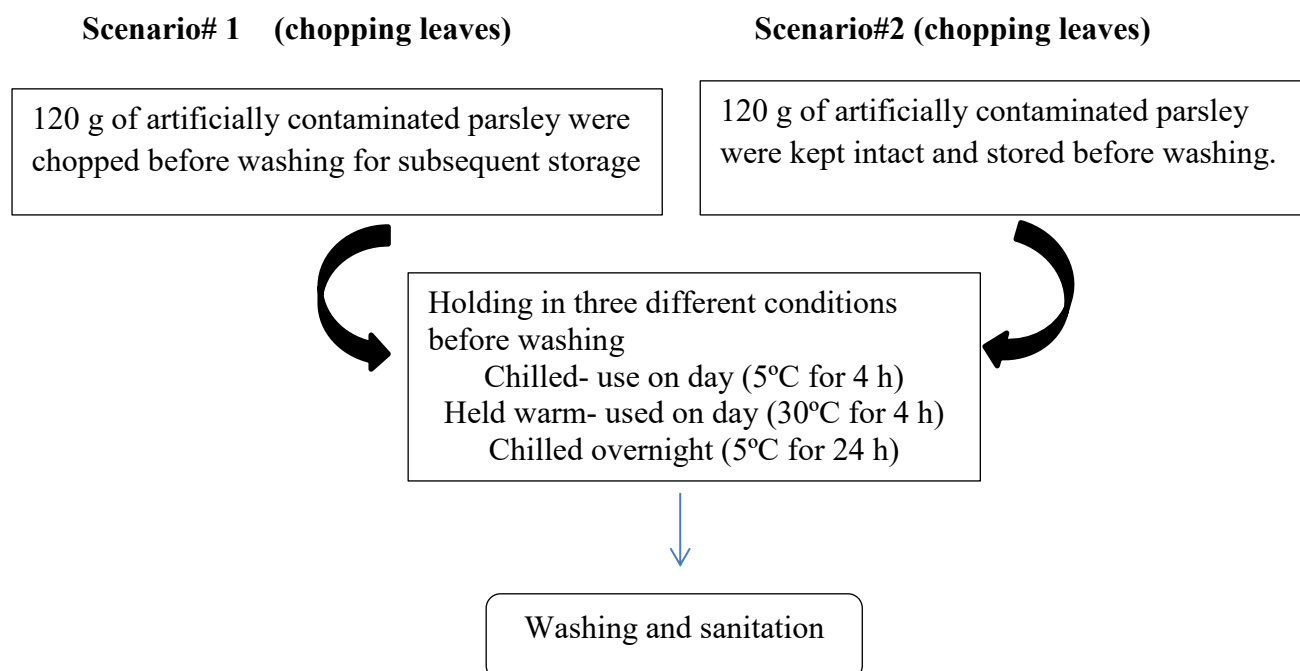 Scenario# 1 (chopping leaves)
Scenario#2 (chopping leaves)
120 g of artificially contaminated parsley were
chopped before washing for subsequent storage
120 g of artificially contaminated parsley
were kept intact and stored before washing.
Holding in three different conditions
before washing
Chilled- use on day (5ºC for 4 h)
Held warm- used on day (30ºC for 4 h)
Chilled overnight (5ºC for 24 h)
Washing and sanitation